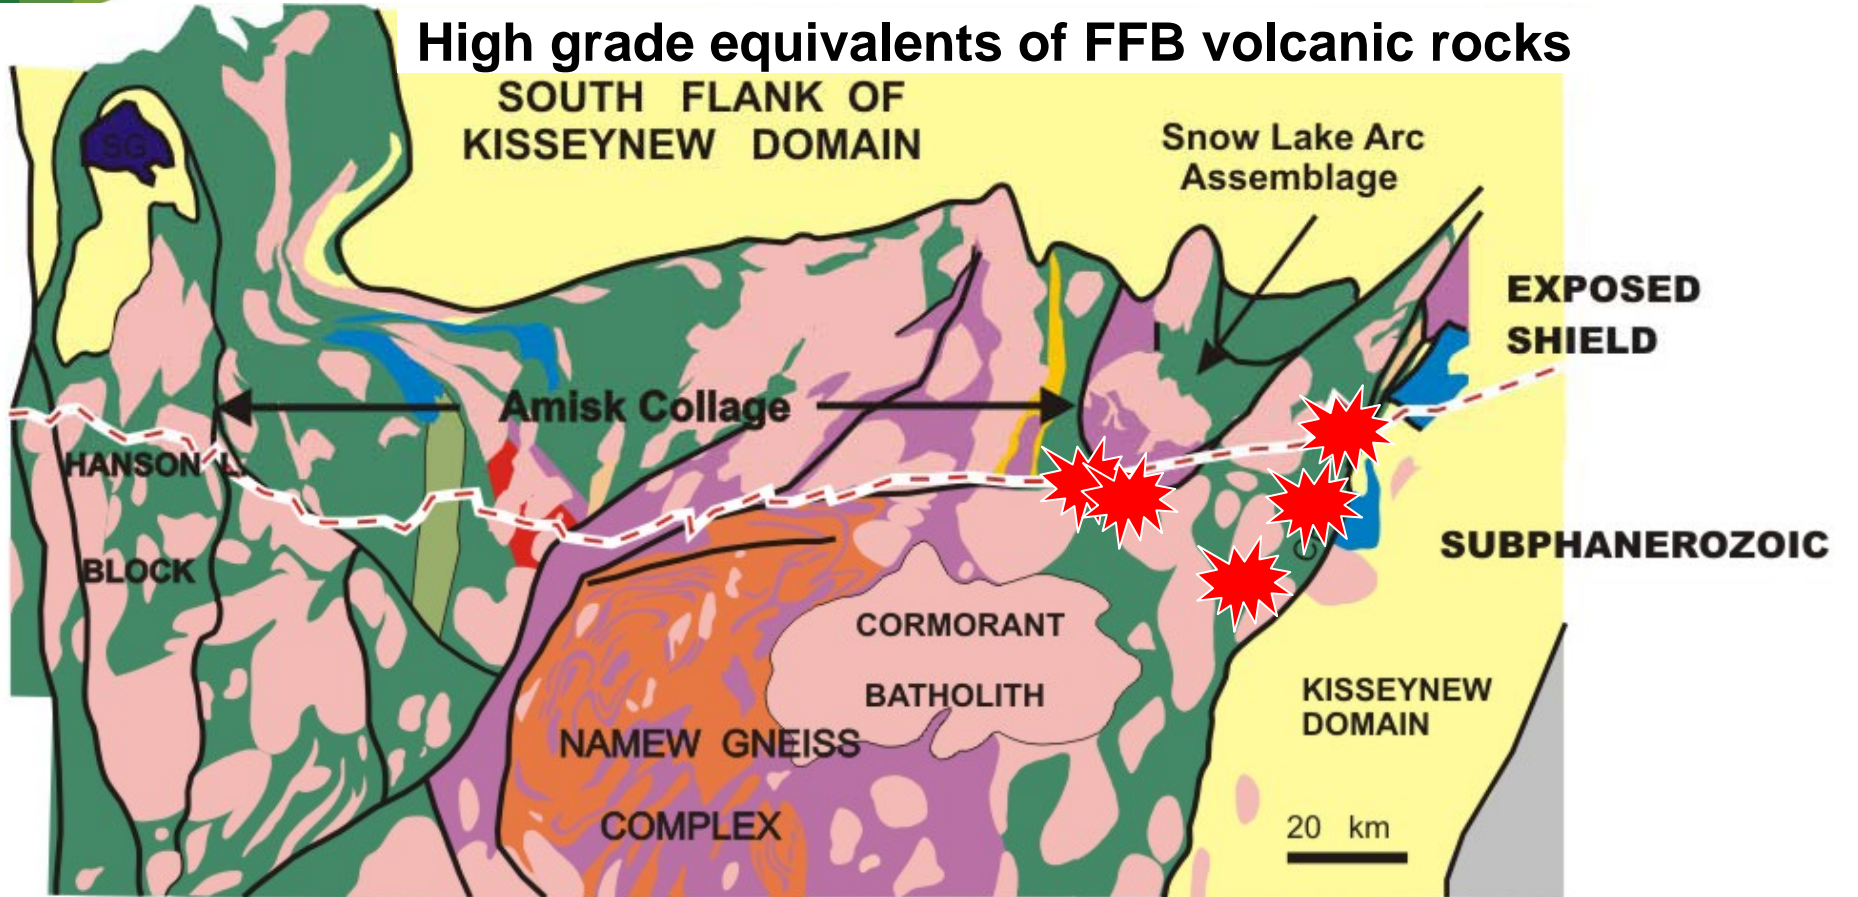 High grade equivalents of FFB volcanic rocks
SOUTH FLANK OF
KISSEYNEW DOMAIN
Snow Lake Arc
Assemblage
SG
EXPOSED
SHIELD
Amisk Collage
HANSON L.
BLOCK
SUBPHANEROZOIC
CORMORANT
BATHOLITH
KISSEYNEW
DOMAIN
NAMEW GNEISS
COMPLEX
20 km